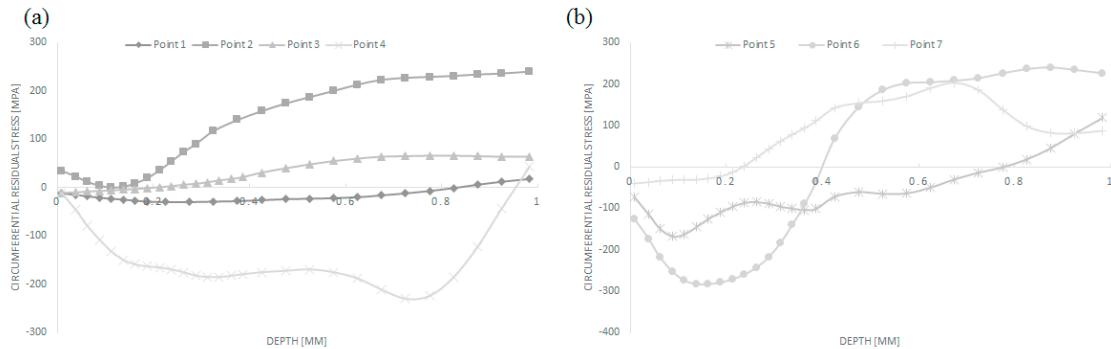 (a)
Point 1 Point 2 Point 3 Point 4
300
200
100
0
-100
-200
-300
0 0.2 0.4 0.6 0.8 1
CIRCUMFERENTIAL RESIDUAL STRESS [MPA]
DEPTH [MM]
(b)
Point 5 Point 6 Point 7
300
200
100
0
-100
-200
-300
-400
0 0.2 0.4 0.6 0.8 1
CIRCUMFERENTIAL RESIDUAL STRESS [MPA]
DEPTH [MM]